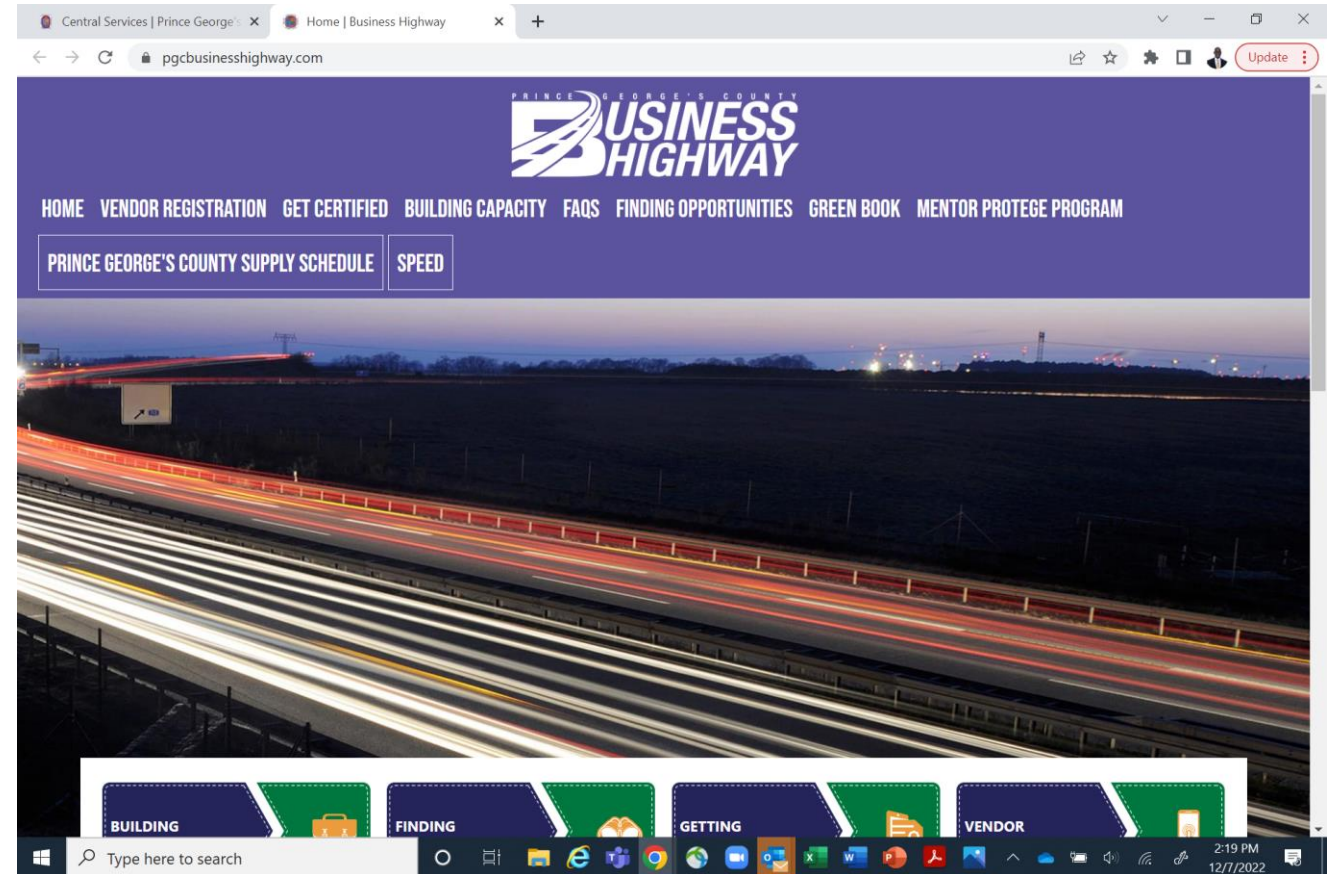 Central Services | Prince George's
Home | Business Highway
pgcbusinesshighway.com
Update
PRINCE GEORGE'S COUNTY
BUSINESS
HIGHWAY
HOME VENDOR REGISTRATION GET CERTIFIED BUILDING CAPACITY FAQS FINDING OPPORTUNITIES GREEN BOOK MENTOR PROTEGE PROGRAM
PRINCE GEORGE'S COUNTY SUPPLY SCHEDULE SPEED
BUILDING FINDING GETTING VENDOR
Type here to search
2:19 PM
12/7/2022